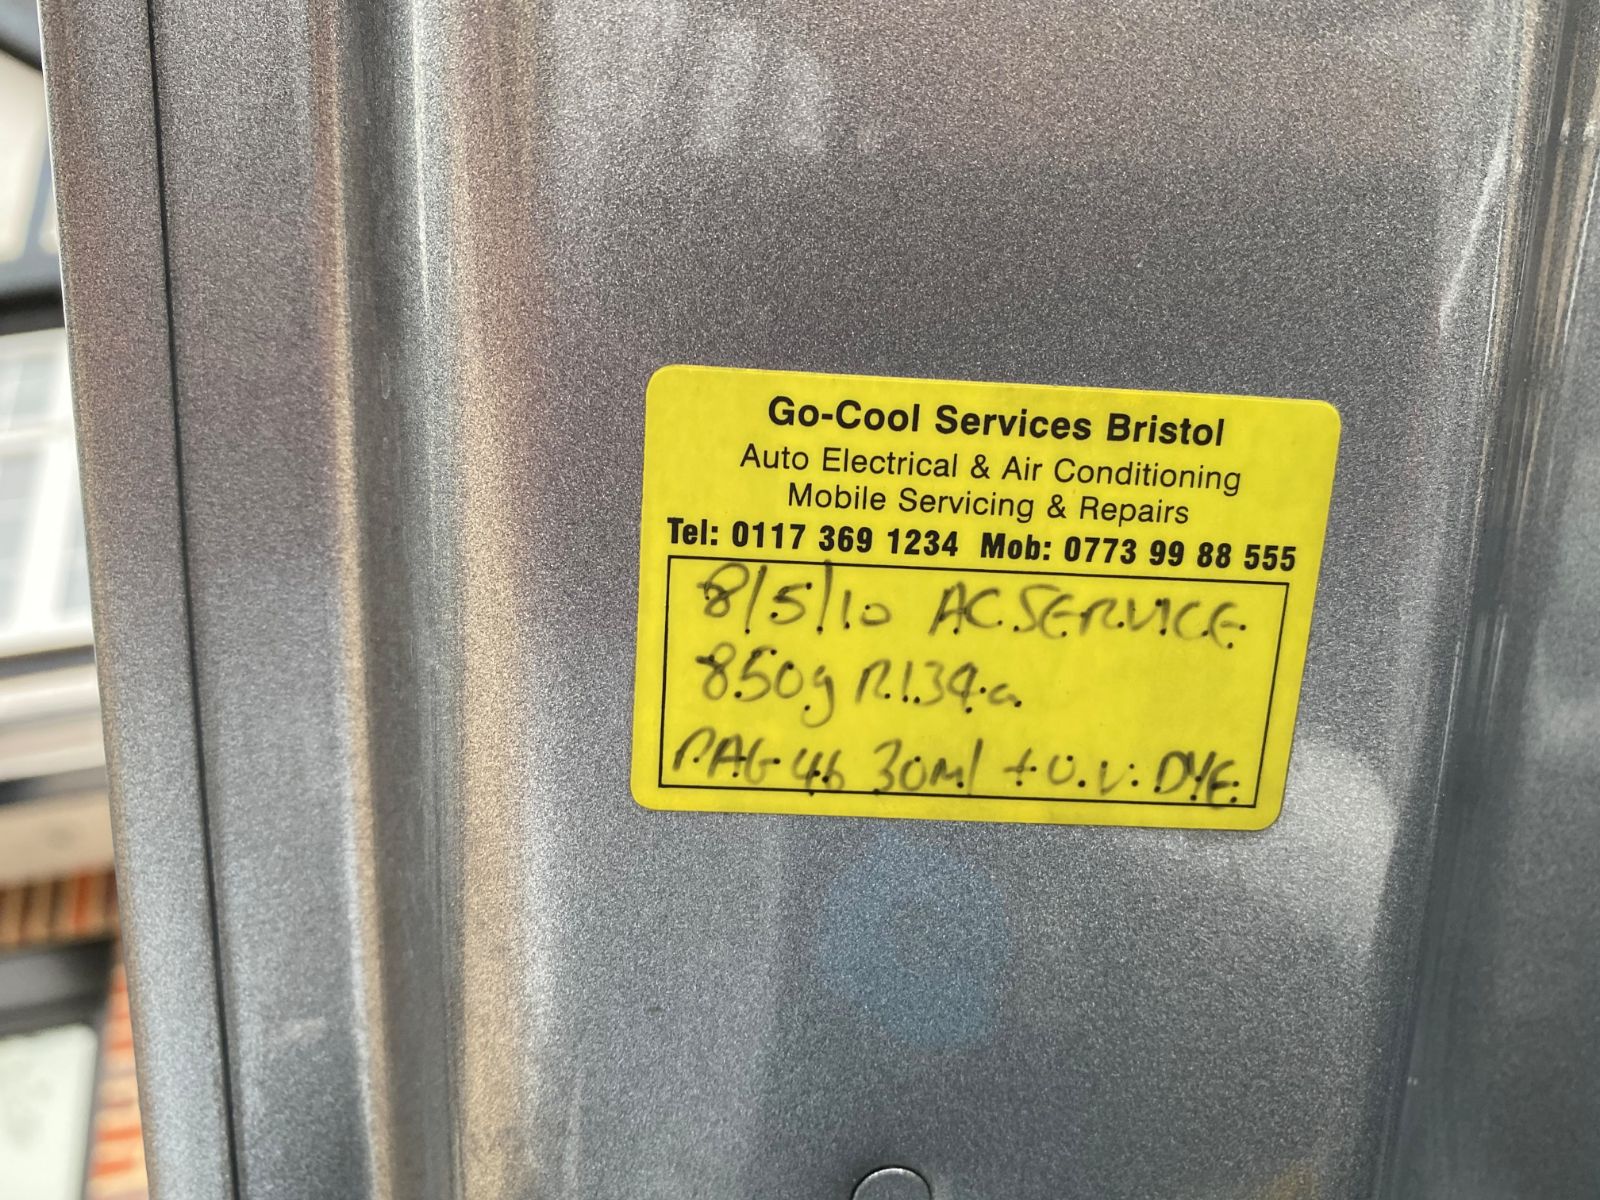 Go-Cool Services Bristol
Auto Electrical & Air Conditioning
Mobile Servicing & Repairs
Tel: 0117 369 1234 Mob: 0773 99 88 555
8/5/10 AC SERVICE
850g R134a
PAG 46 30ml + U.V. DYE